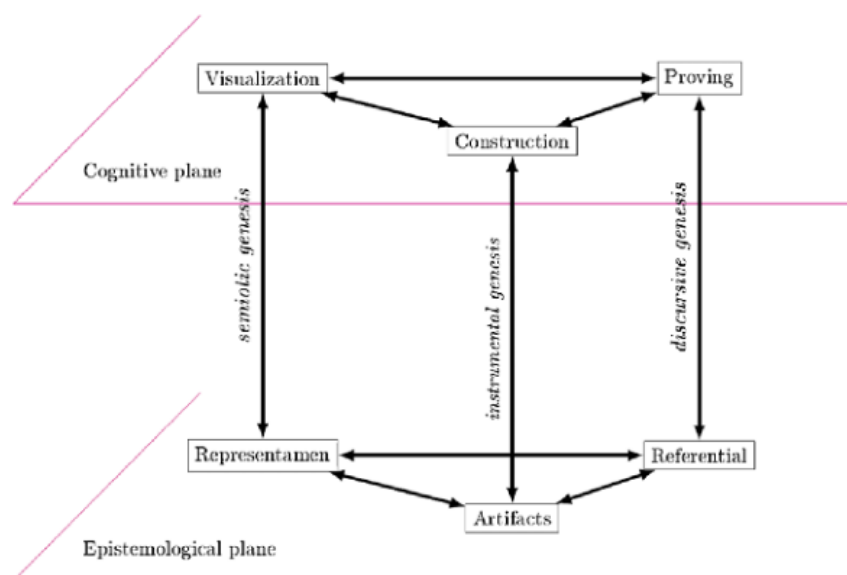 Visualization
Proving
Construction
Cognitive plane
semiotic genesis
instrumental genesis
discursive genesis
Representamen
Referential
Artifacts
Epistemological plane